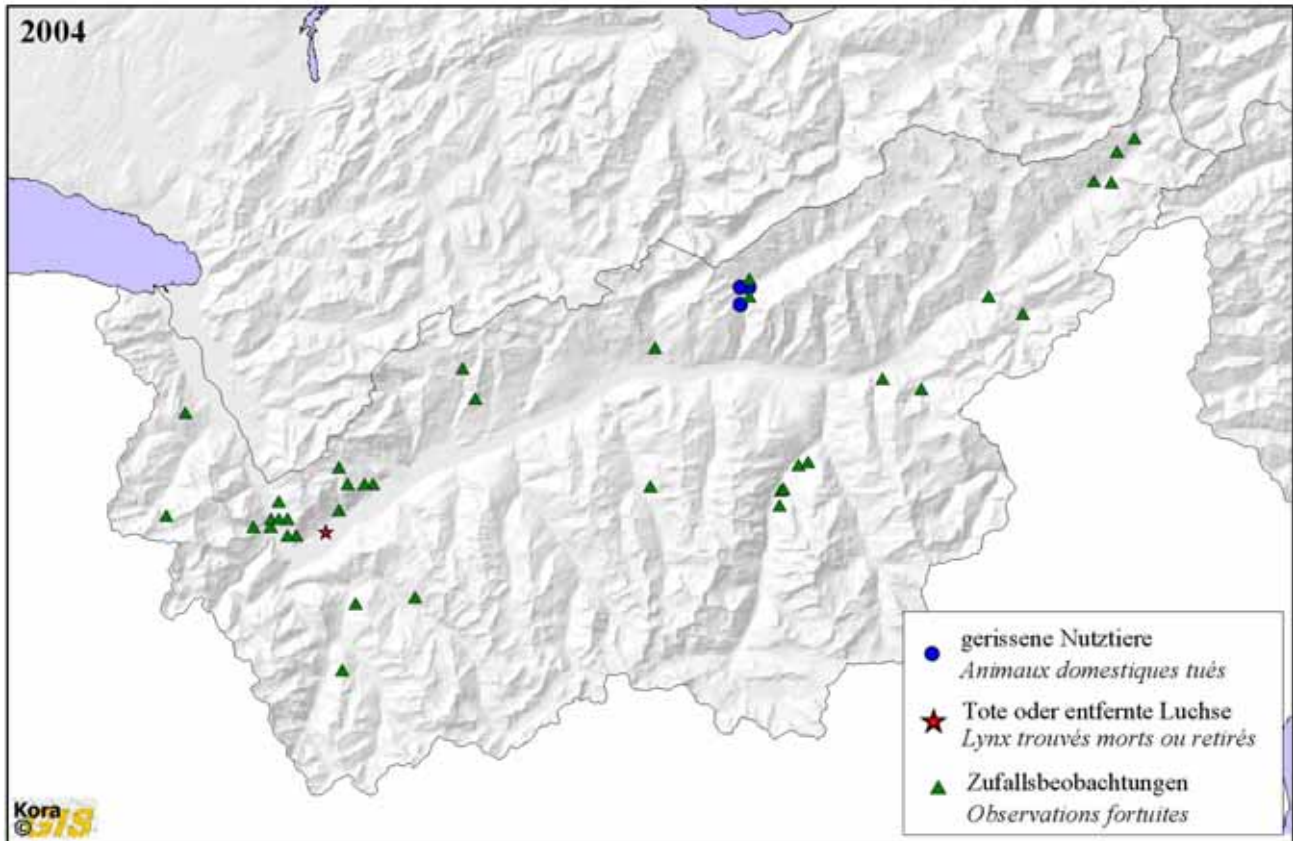 2004
gerissene Nutztiere
Animaux domestiques tués
Tote oder entfernte Luchse
Lynx trouvés morts ou retirés
Zufallsbeobachtungen
Observations fortuites
Kora
© GIS